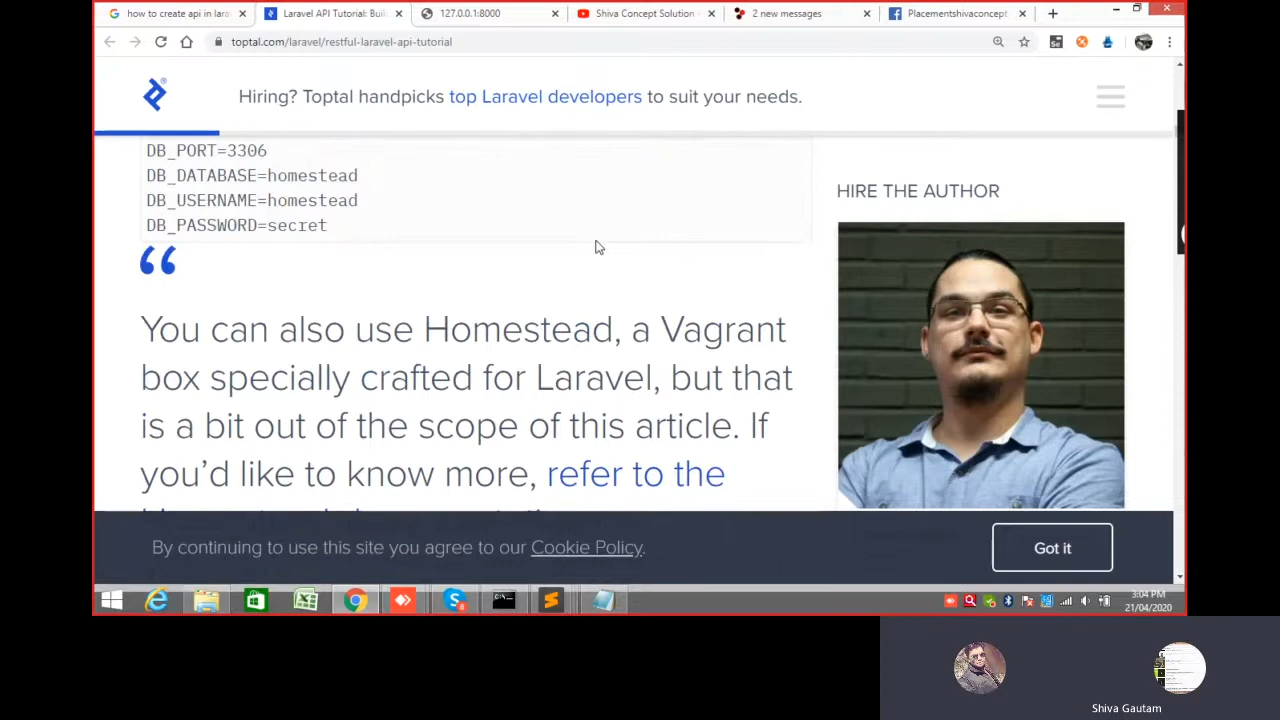 how to create api in lara
Laravel API Tutorial: Buil
127.0.0.1:8000
Shiva Concept Solution -
2 new messages
Placementshivaconcept
toptal.com/laravel/restful-laravel-api-tutorial
Hiring? Toptal handpicks top Laravel developers to suit your needs.
DB_PORT=3306
DB_DATABASE=homestead
DB_USERNAME=homestead
DB_PASSWORD=secret
HIRE THE AUTHOR
“
You can also use Homestead, a Vagrant
box specially crafted for Laravel, but that
is a bit out of the scope of this article. If
you’d like to know more, refer to the
By continuing to use this site you agree to our Cookie Policy.
Got it
3:04 PM
21/04/2020
Shiva Gautam